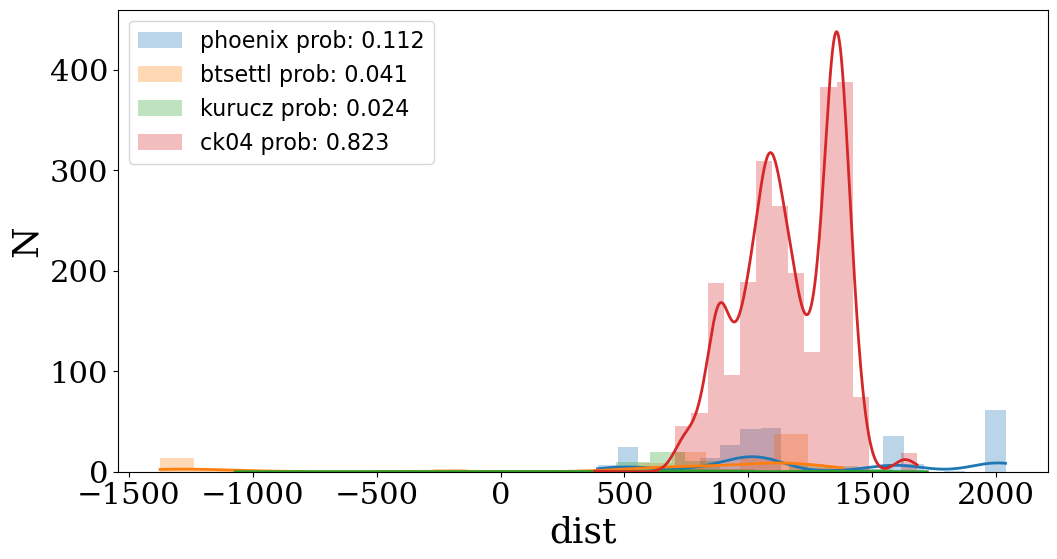 phoenix prob: 0.112
btsettl prob: 0.041
kurucz prob: 0.024
ck04 prob: 0.823
N
400
300
200
100
0
−1500 −1000 −500 0 500 1000 1500 2000
dist